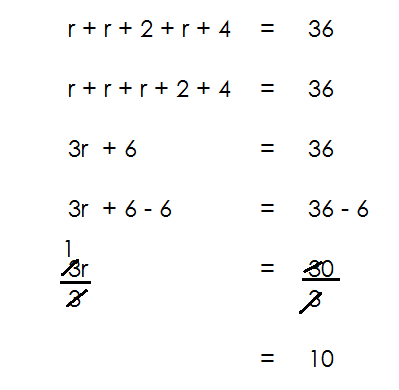 r + r + 2 + r + 4 = 36
r + r + r + 2 + 4 = 36
3r + 6 = 36
3r + 6 - 6 = 36 - 6
1
3r = 30
3 3
= 10